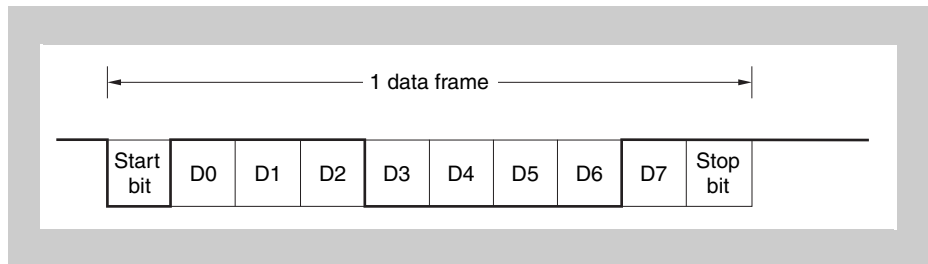 1 data frame
Start
bit
D0
D1
D2
D3
D4
D5
D6
D7
Stop
bit